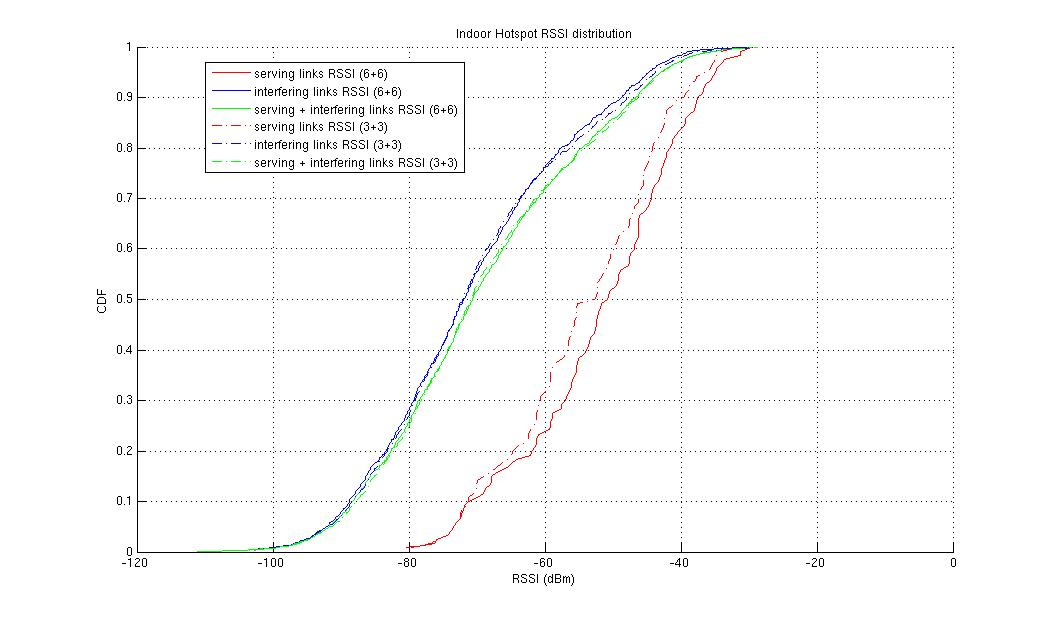 Indoor Hotspot RSSI distribution
1
serving links RSSI (6+6)
interfering links RSSI (6+6)
serving + interfering links RSSI (6+6)
serving links RSSI (3+3)
interfering links RSSI (3+3)
serving + interfering links RSSI (3+3)
0.9
0.8
0.7
0.6
0.5
0.4
0.3
0.2
0.1
0
CDF
-120
-100
-80
-60
-40
-20
0
RSSI (dBm)